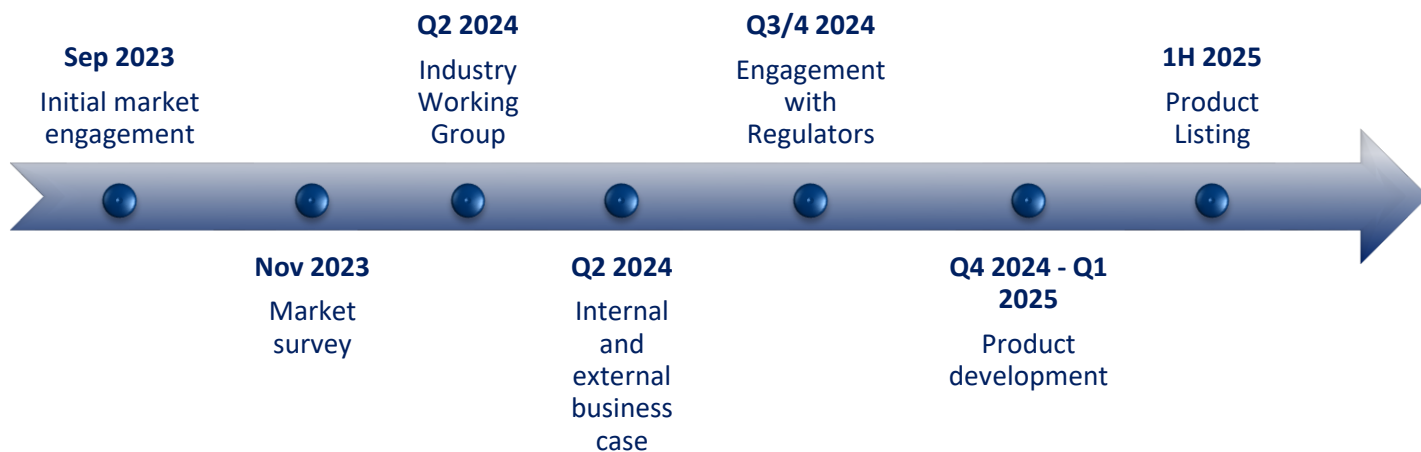 Sep 2023
Initial market
engagement
Nov 2023
Market
survey
Q2 2024
Industry
Working
Group
Q2 2024
Internal
and
external
business
case
Q3/4 2024
Engagement
with
Regulators
Q4 2024 - Q1
2025
Product
development
1H 2025
Product
Listing